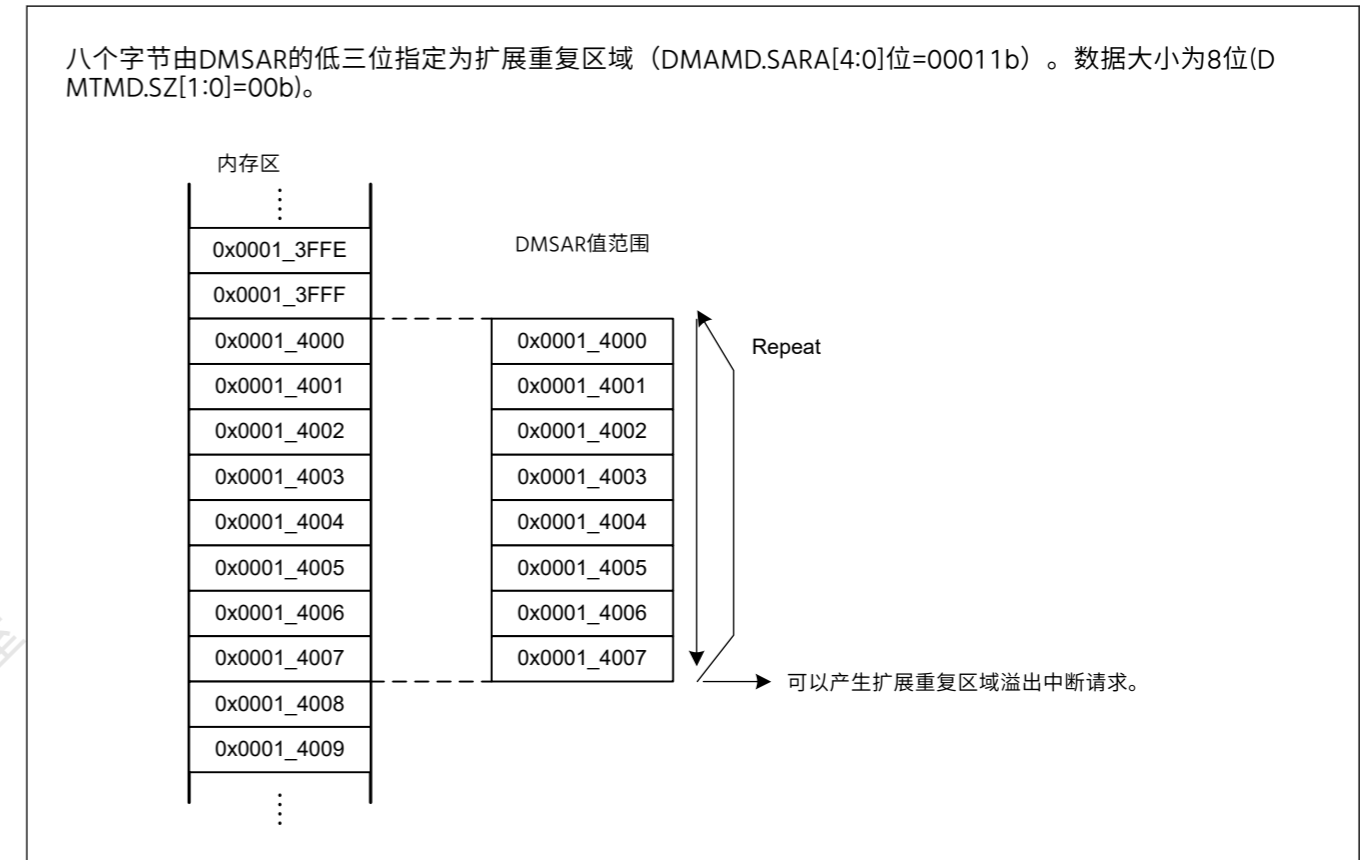 八个字节由DMSAR的低三位指定为扩展重复区域（DMAMD.SARA[4:0]位=00011b）。数据大小为8位(D
MTMD.SZ[1:0]=00b)。
内存区
DMSAR值范围
0x0001_3FFE
0x0001_3FFF
0x0001_4000 0x0001_4000 Repeat
0x0001_4001 0x0001_4001
0x0001_4002 0x0001_4002
0x0001_4003 0x0001_4003
0x0001_4004 0x0001_4004
0x0001_4005 0x0001_4005
0x0001_4006 0x0001_4006
0x0001_4007 0x0001_4007
可以产生扩展重复区域溢出中断请求。
0x0001_4008
0x0001_4009